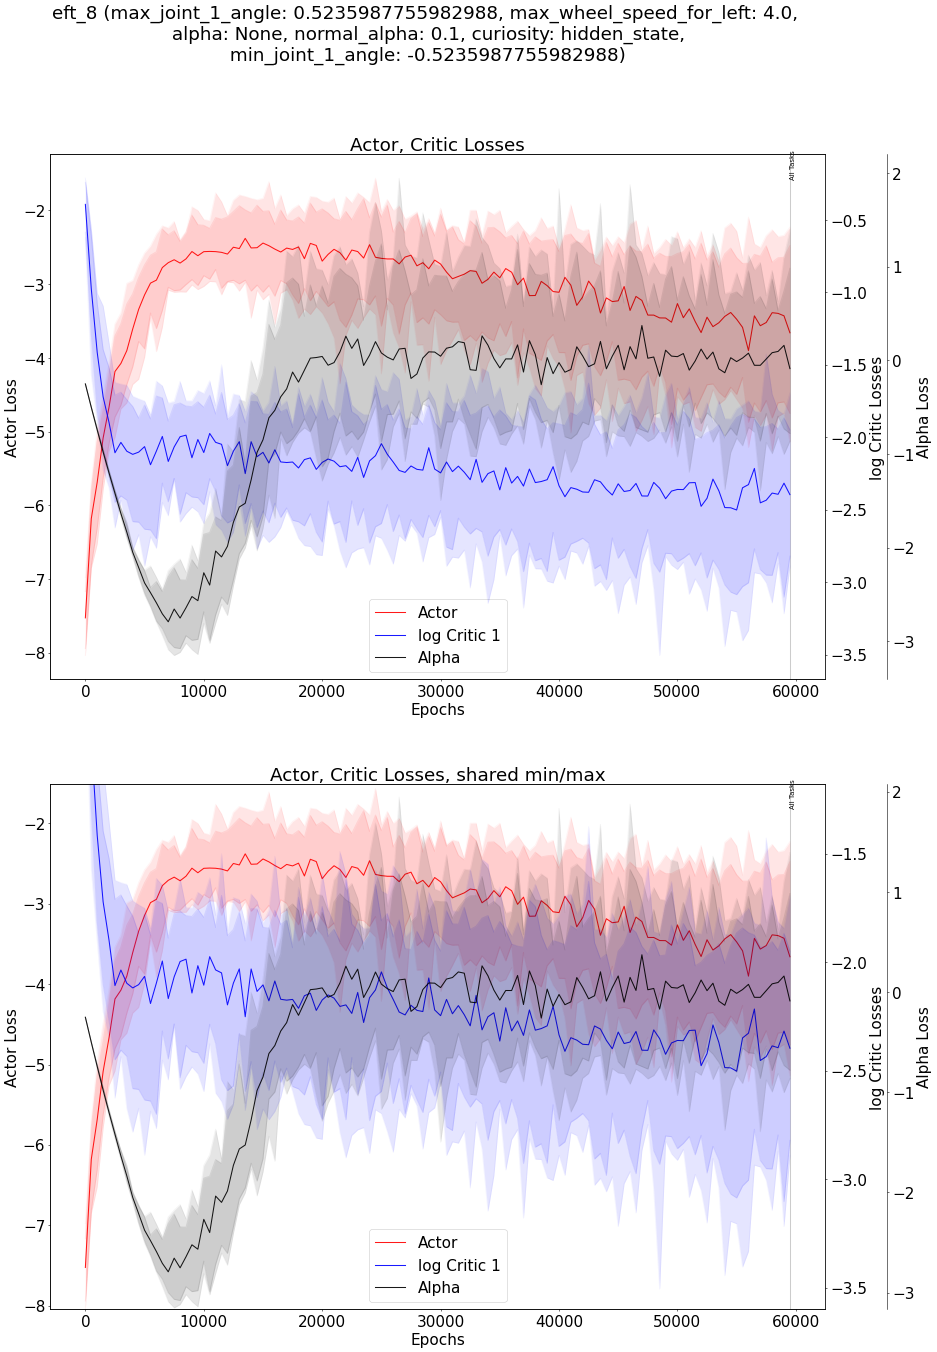 eft_8 (max_joint_1_angle: 0.5235987755982988, max_wheel_speed_for_left: 4.0,
alpha: None, normal_alpha: 0.1, curiosity: hidden_state,
min_joint_1_angle: -0.5235987755982988)
Actor, Critic Losses
All Tasks
Actor Loss
−2
−3
−4
−5
−6
−7
−8
−0.5
−1.0
−1.5
−2.0
−2.5
−3.0
−3.5
log Critic Losses
2
1
0
−1
−2
−3
Alpha Loss
Actor
log Critic 1
Alpha
0 10000 20000 30000 40000 50000 60000
Epochs
Actor, Critic Losses, shared min/max
All Tasks
Actor Loss
−2
−3
−4
−5
−6
−7
−8
−1.5
−2.0
−2.5
−3.0
−3.5
log Critic Losses
2
1
0
−1
−2
−3
Alpha Loss
Actor
log Critic 1
Alpha
0 10000 20000 30000 40000 50000 60000
Epochs